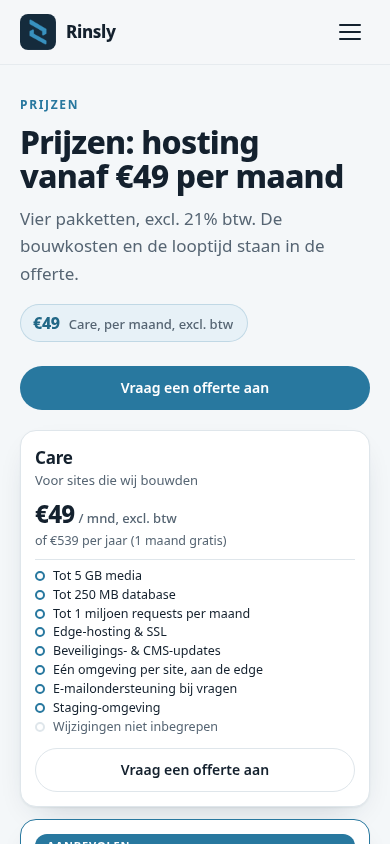 Rinsly
PRIJZEN
Prijzen: hosting
vanaf €49 per maand
Vier pakketten, excl. 21% btw. De
bouwkosten en de looptijd staan in de
offerte.
€49 Care, per maand, excl. btw
Vraag een offerte aan
Care
Voor sites die wij bouwden
€49 / mnd, excl. btw
of €539 per jaar (1 maand gratis)
Tot 5 GB media
Tot 250 MB database
Tot 1 miljoen requests per maand
Edge-hosting & SSL
Beveiligings- & CMS-updates
Eén omgeving per site, aan de edge
E-mailondersteuning bij vragen
Staging-omgeving
Wijzigingen niet inbegrepen
Vraag een offerte aan
AANBEVOLEN